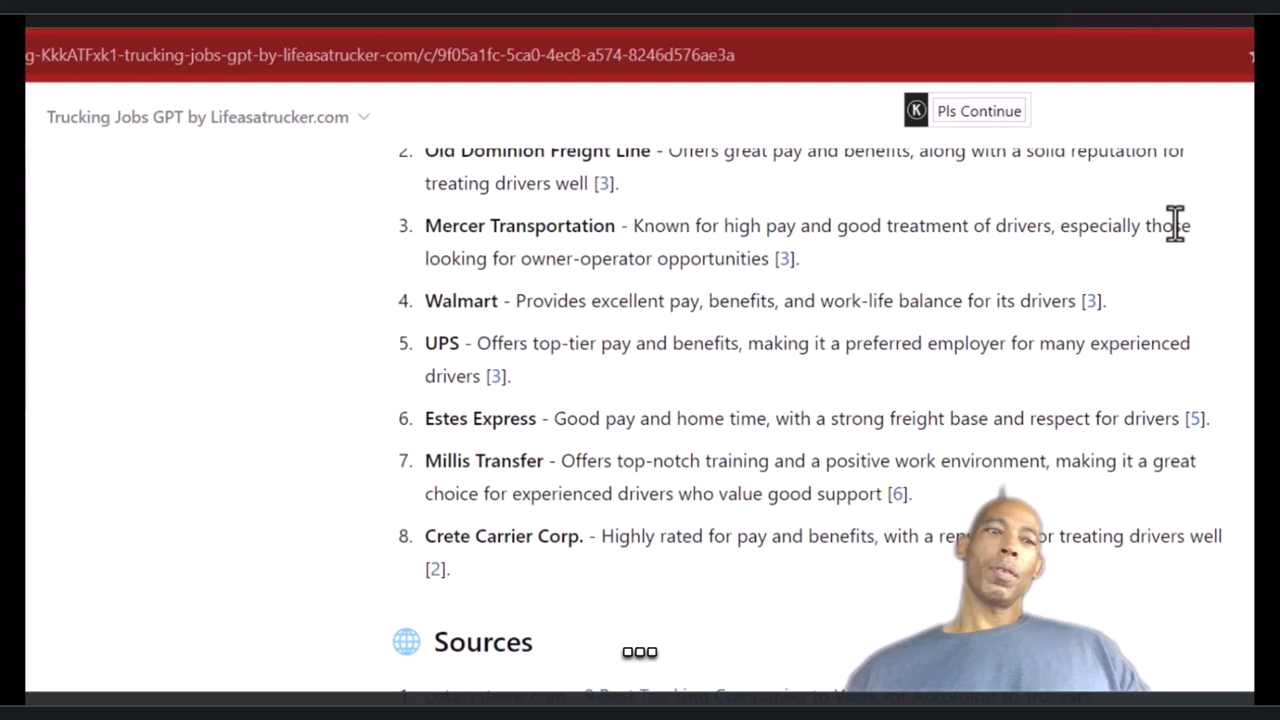 g-KkkATFxk1-trucking-jobs-gpt-by-lifeasatrucker.com/c/9f05a1fc-5ca0-4ec8-a574-8246d576ae3a
Trucking Jobs GPT by Lifeasatrucker.com
K Pls Continue
2. Old Dominion Freight Line - Offers great pay and benefits, along with a solid reputation for
treating drivers well [3].
3. Mercer Transportation - Known for high pay and good treatment of drivers, especially those
looking for owner-operator opportunities [3].
4. Walmart - Provides excellent pay, benefits, and work-life balance for its drivers [3].
5. UPS - Offers top-tier pay and benefits, making it a preferred employer for many experienced
drivers [3].
6. Estes Express - Good pay and home time, with a strong freight base and respect for drivers [5].
7. Millis Transfer - Offers top-notch training and a positive work environment, making it a great
choice for experienced drivers who value good support [6].
8. Crete Carrier Corp. - Highly rated for pay and benefits, with a rep or treating drivers well
[2].
Sources